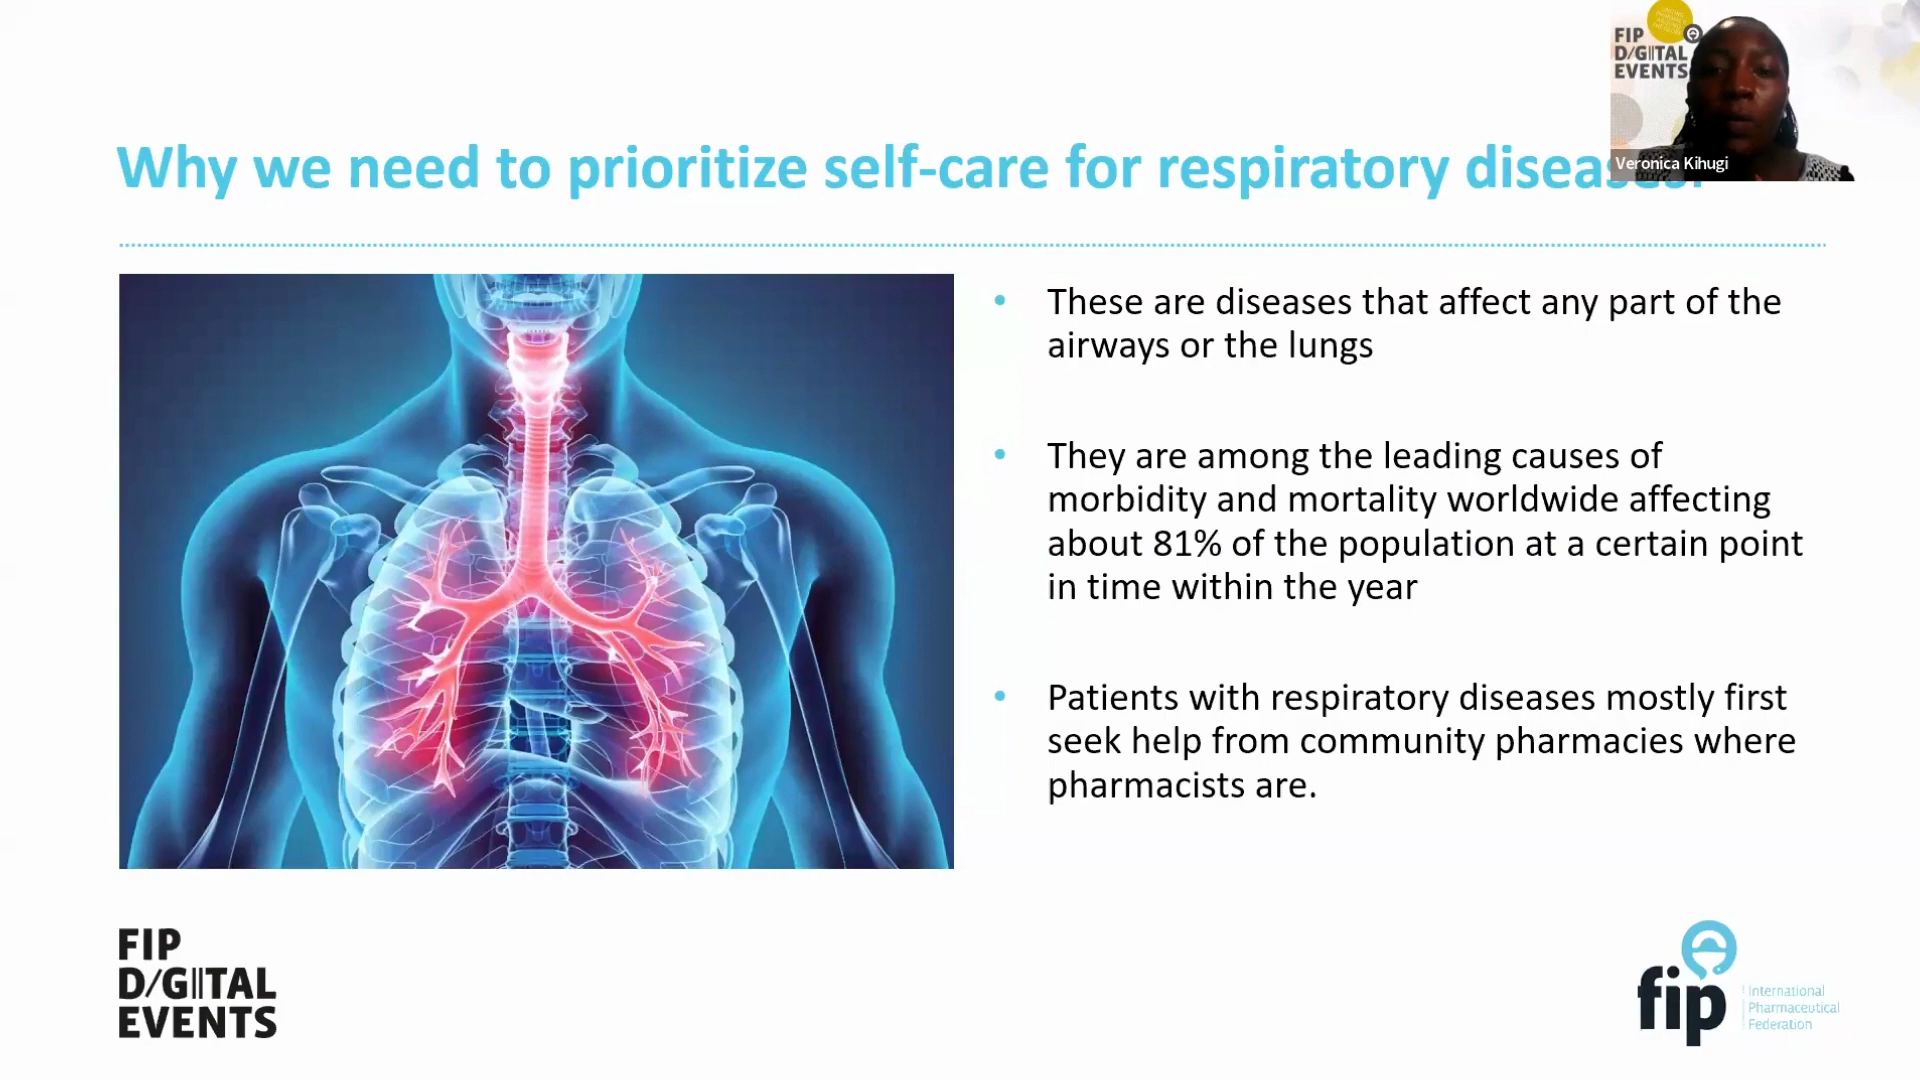 FIP
D/GITAL
EVENTS
Veronica Kihugi
Why we need to prioritize self-care for respiratory
These are diseases that affect any part of the
airways or the lungs
They are among the leading causes of
morbidity and mortality worldwide affecting
about 81% of the population at a certain point
in time within the year
Patients with respiratory diseases mostly first
seek help from community pharmacies where
pharmacists are.
FIP
D/GITAL
EVENTS
fip
International
Pharmaceutical
Federation